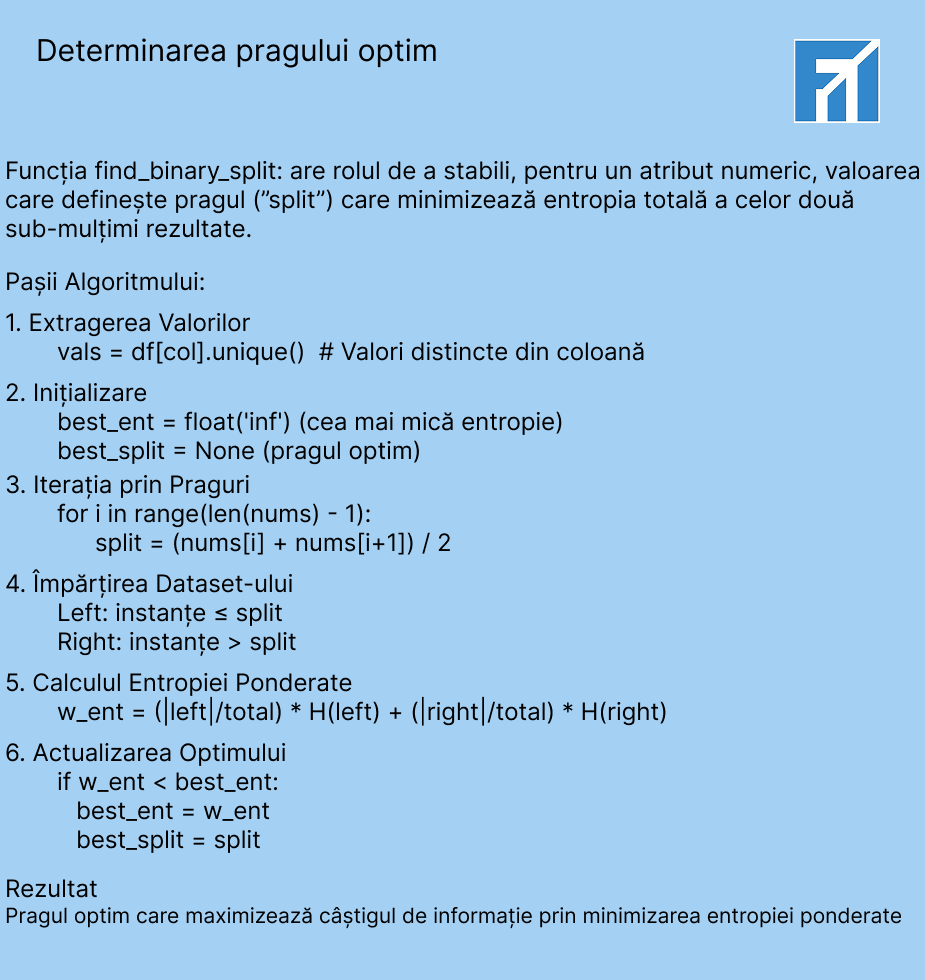 Determinarea pragului optim
Funcția find_binary_split: are rolul de a stabili, pentru un atribut numeric, valoarea
care definește pragul (”split”) care minimizează entropia totală a celor două
sub-mulțimi rezultate.
Pașii Algoritmului:
1. Extragerea Valorilor
vals = df[col].unique()  # Valori distincte din coloană
2. Inițializare
best_ent = float('inf') (cea mai mică entropie)
best_split = None (pragul optim)
3. Iterația prin Praguri
for i in range(len(nums) - 1):
split = (nums[i] + nums[i+1]) / 2
4. Împărțirea Dataset-ului
Left: instanțe ≤ split
Right: instanțe > split
5. Calculul Entropiei Ponderate
w_ent = (|left|/total) * H(left) + (|right|/total) * H(right)
6. Actualizarea Optimului
if w_ent < best_ent:
best_ent = w_ent
best_split = split
Rezultat
Pragul optim care maximizează câștigul de informație prin minimizarea entropiei ponderate